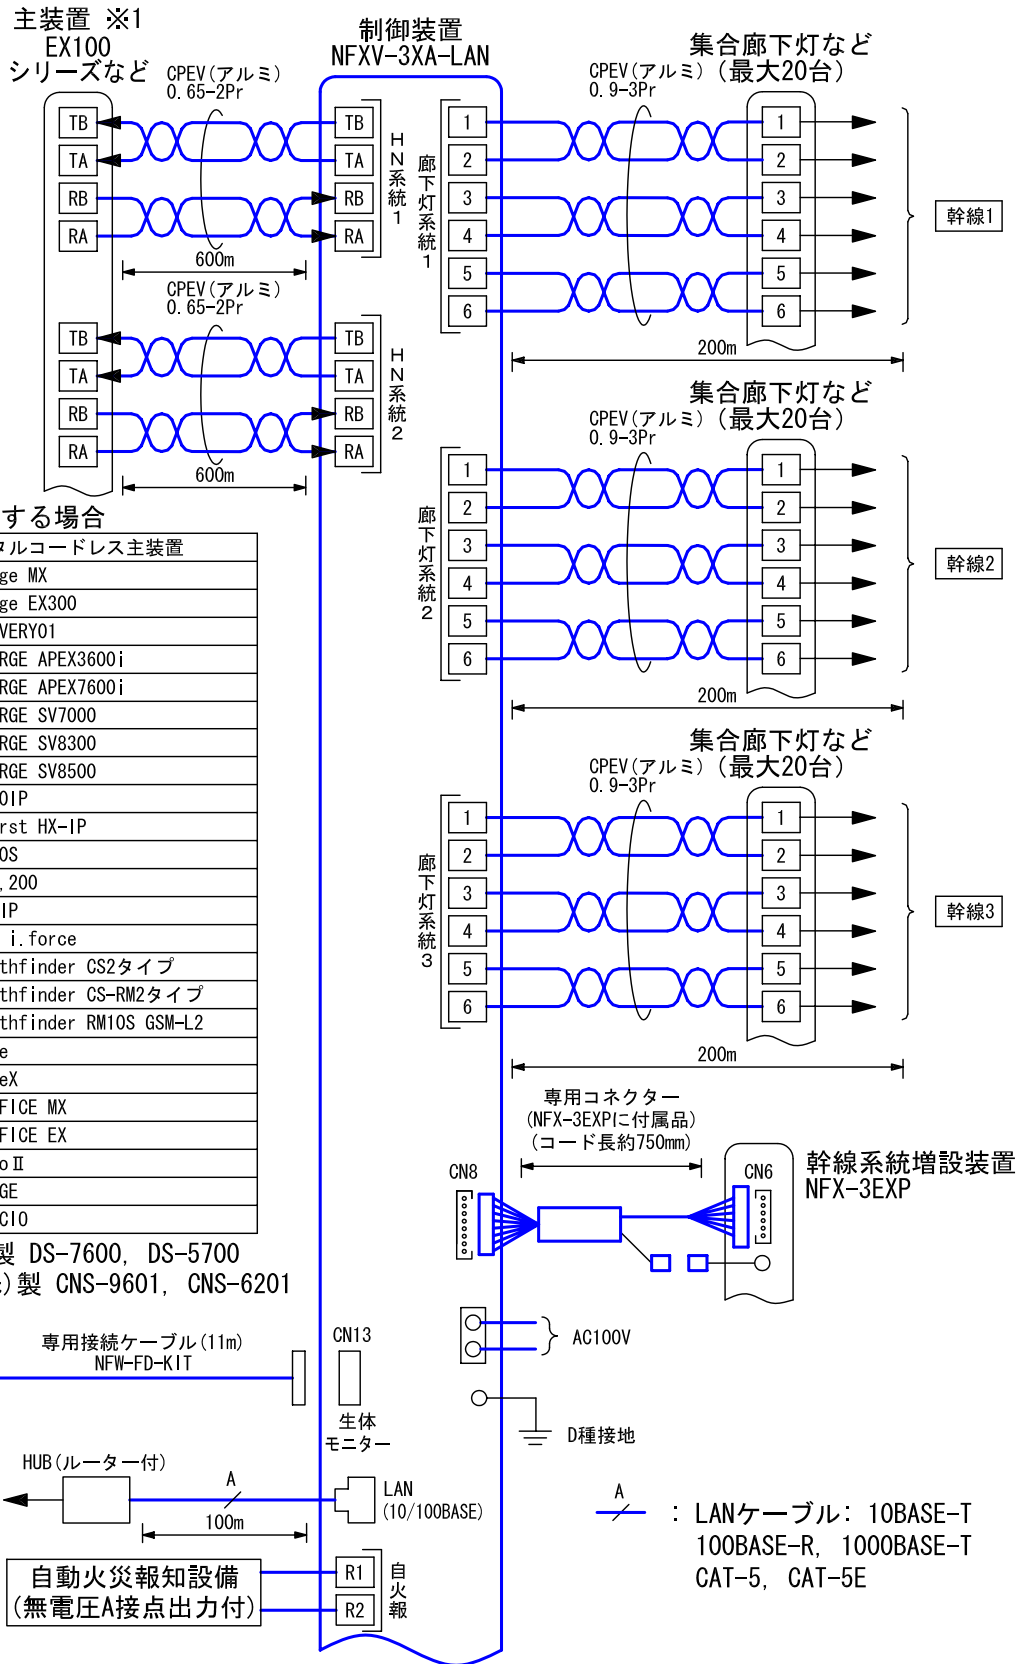 主装置 ※1
EX100
シリーズなど
制御装置
NFXV-3XA-LAN
集合廊下灯など
(最大20台)
CPEV(アルミ)
0.65-2Pr
TB
TA
RB
RA
600m
TB
TA
RB
RA
HN系統1
CPEV(アルミ)
0.65-2Pr
TB
TA
RB
RA
600m
TB
TA
RB
RA
HN系統2
廊下灯系統1
1
2
3
4
5
6
CPEV(アルミ)
0.9-3Pr
1
2
3
4
5
6
幹線1
200m
集合廊下灯など
(最大20台)
CPEV(アルミ)
0.9-3Pr
廊下灯系統2
1
2
3
4
5
6
1
2
3
4
5
6
幹線2
200m
集合廊下灯など
(最大20台)
CPEV(アルミ)
0.9-3Pr
廊下灯系統3
1
2
3
4
5
6
1
2
3
4
5
6
幹線3
200m
する場合
タルコードレス主装置
ge MX
ge EX300
VERY01
RGE APEX3600i
RGE APEX7600i
RGE SV7000
RGE SV8300
RGE SV8500
0IP
rst HX-IP
0S
,200
IP
i.force
thfinder CS2タイプ
thfinder CS-RM2タイプ
thfinder RM10S GSM-L2
e
eX
FICE MX
FICE EX
oⅡ
GE
CIO
製 DS-7600, DS-5700
)製 CNS-9601, CNS-6201
専用コネクター
(NFX-3EXPに付属品)
(コード長約750mm)
CN8
CN6
幹線系統増設装置
NFX-3EXP
AC100V
D種接地
専用接続ケーブル(11m)
NFW-FD-KIT
CN13
生体
モニター
HUB(ルーター付)
A
100m
LAN
(10/100BASE)
自動火災報知設備
(無電圧A接点出力付)
R1
R2
自火報
A
: LANケーブル: 10BASE-T
100BASE-R, 1000BASE-T
CAT-5, CAT-5E